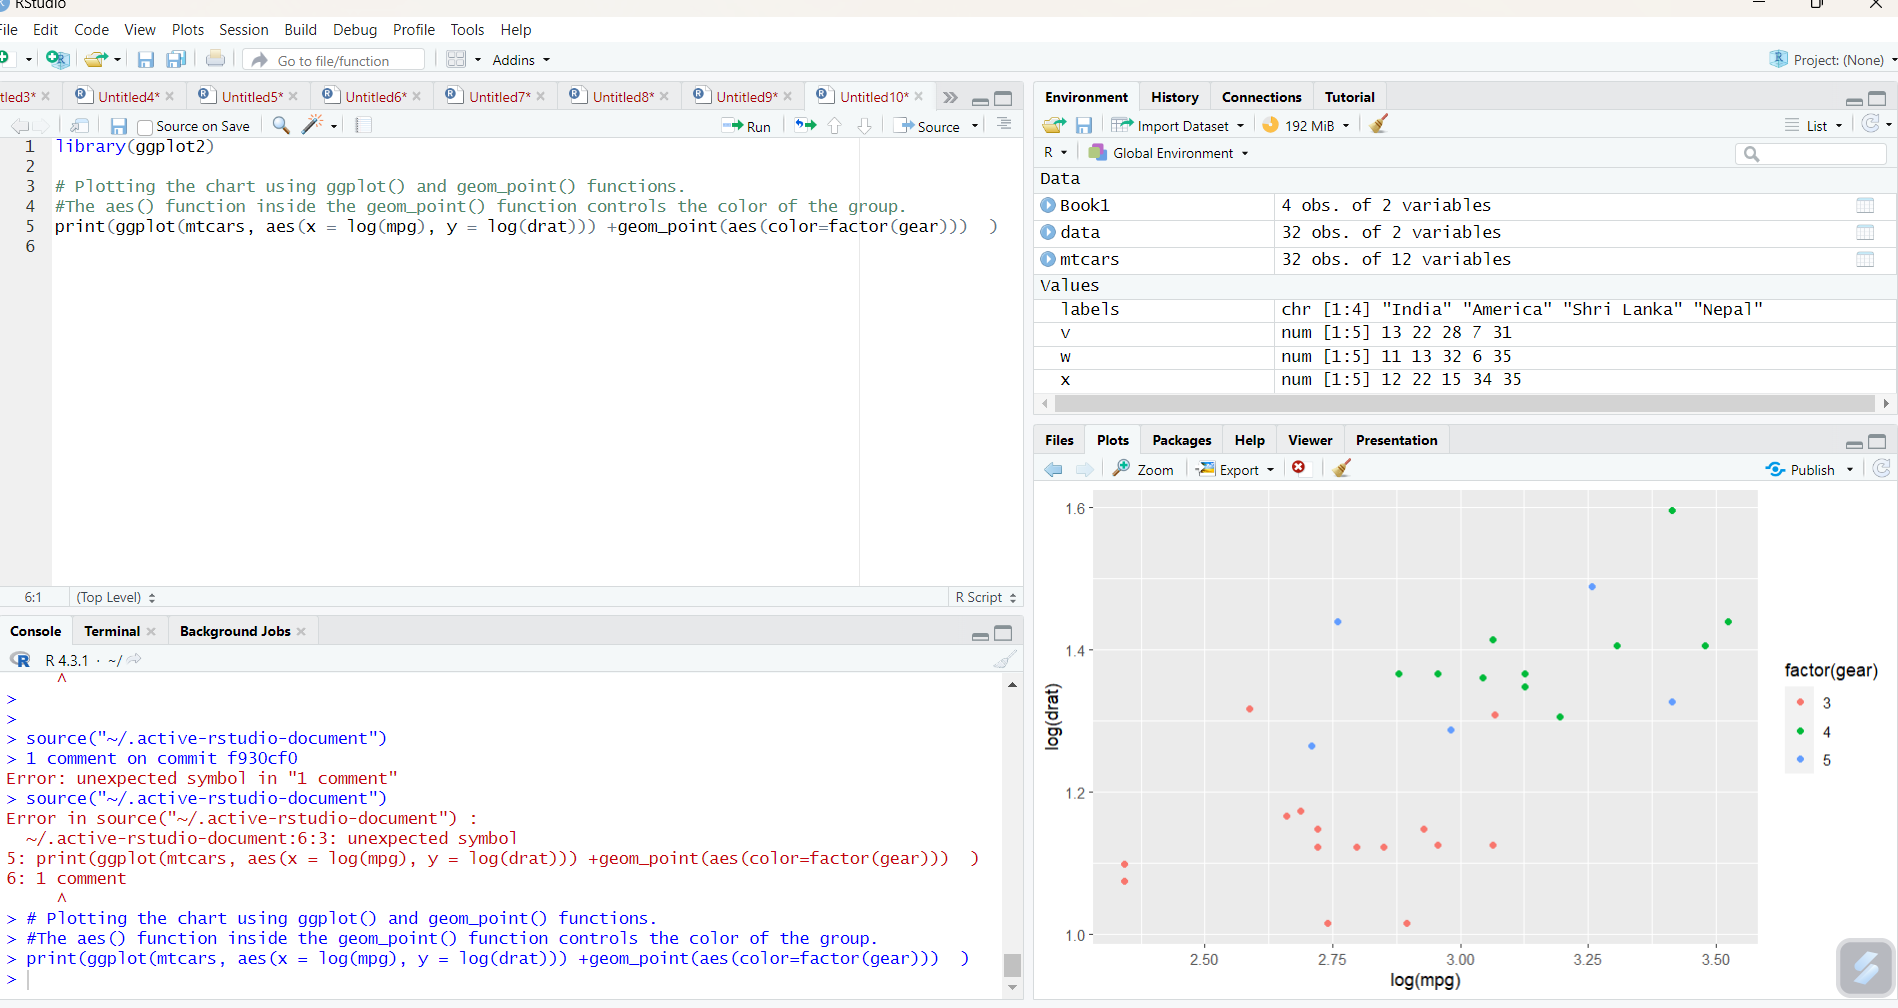 RStudio
File Edit Code View Plots Session Build Debug Profile Tools Help
Go to file/function Addins Project: (None)
tled3* Untitled4* Untitled5* Untitled6* Untitled7* Untitled8* Untitled9* Untitled10*
Source on Save Run Source
1 library(ggplot2)
2
3 # Plotting the chart using ggplot() and geom_point() functions.
4 #The aes() function inside the geom_point() function controls the color of the group.
5 print(ggplot(mtcars, aes(x = log(mpg), y = log(drat))) +geom_point(aes(color=factor(gear)))  )
6
6:1 (Top Level) R Script
Console Terminal Background Jobs
R 4.3.1 · ~/
^
>
>
> source("~/.active-rstudio-document")
> 1 comment on commit f930cf0
Error: unexpected symbol in "1 comment"
> source("~/.active-rstudio-document")
Error in source("~/.active-rstudio-document") :
~/.active-rstudio-document:6:3: unexpected symbol
5: print(ggplot(mtcars, aes(x = log(mpg), y = log(drat))) +geom_point(aes(color=factor(gear)))  )
6: 1 comment
^
> # Plotting the chart using ggplot() and geom_point() functions.
> #The aes() function inside the geom_point() function controls the color of the group.
> print(ggplot(mtcars, aes(x = log(mpg), y = log(drat))) +geom_point(aes(color=factor(gear)))  )
>
Environment History Connections Tutorial
Import Dataset 192 MiB List
R Global Environment
Data
Book1 4 obs. of 2 variables
data 32 obs. of 2 variables
mtcars 32 obs. of 12 variables
Values
labels chr [1:4] "India" "America" "Shri Lanka" "Nepal"
v num [1:5] 13 22 28 7 31
w num [1:5] 11 13 32 6 35
x num [1:5] 12 22 15 34 35
Files Plots Packages Help Viewer Presentation
Zoom Export Publish
1.6
1.4
1.2
1.0
log(drat)
2.50 2.75 3.00 3.25 3.50
log(mpg)
factor(gear)
3
4
5